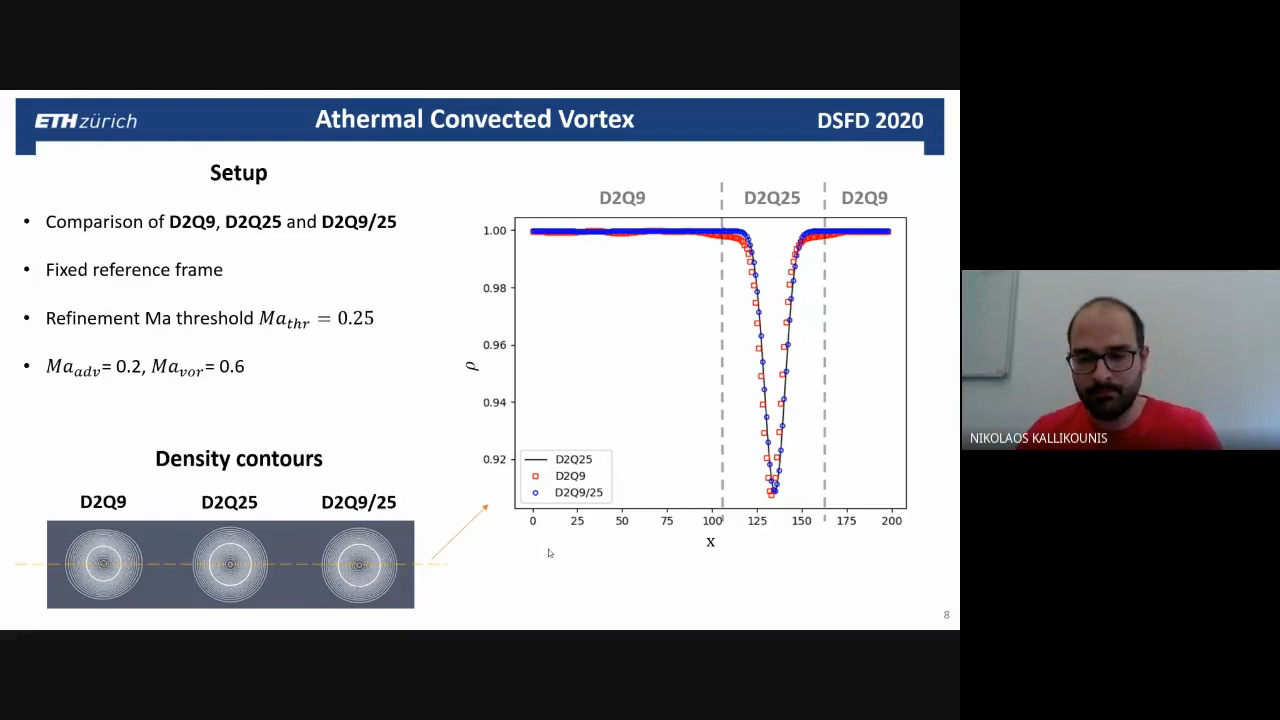 ETH zürich
Athermal Convected Vortex
DSFD 2020
Setup
• Comparison of D2Q9, D2Q25 and D2Q9/25
• Fixed reference frame
• Refinement Ma threshold Ma_thr = 0.25
• Ma_adv= 0.2, Ma_vor= 0.6
Density contours
D2Q9 D2Q25 D2Q9/25
D2Q9 D2Q25 D2Q9
1.00
0.98
0.96
0.94
0.92
ρ
D2Q25
D2Q9
D2Q9/25
0 25 50 75 100 125 150 175 200
x
8
NIKOLAOS KALLIKOUNIS